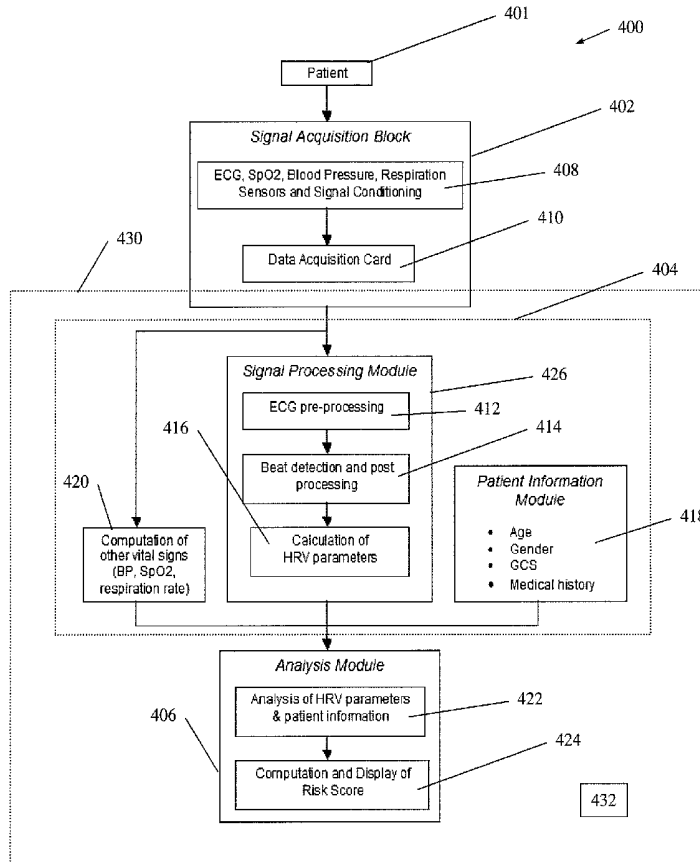 401
400
Patient
402
Signal Acquisition Block
ECG, SpO2, Blood Pressure, Respiration
Sensors and Signal Conditioning
408
410
430
Data Acquisition Card
404
Signal Processing Module
426
ECG pre-processing
412
416
414
Beat detection and post
processing
Patient Information
Module
420
418
• Age
• Gender
• GCS
• Medical history
Computation of
other vital signs
(BP, SpO2,
respiration rate)
Calculation of
HRV parameters
Analysis Module
406
Analysis of HRV parameters
& patient information
422
424
Computation and Display of
Risk Score
432